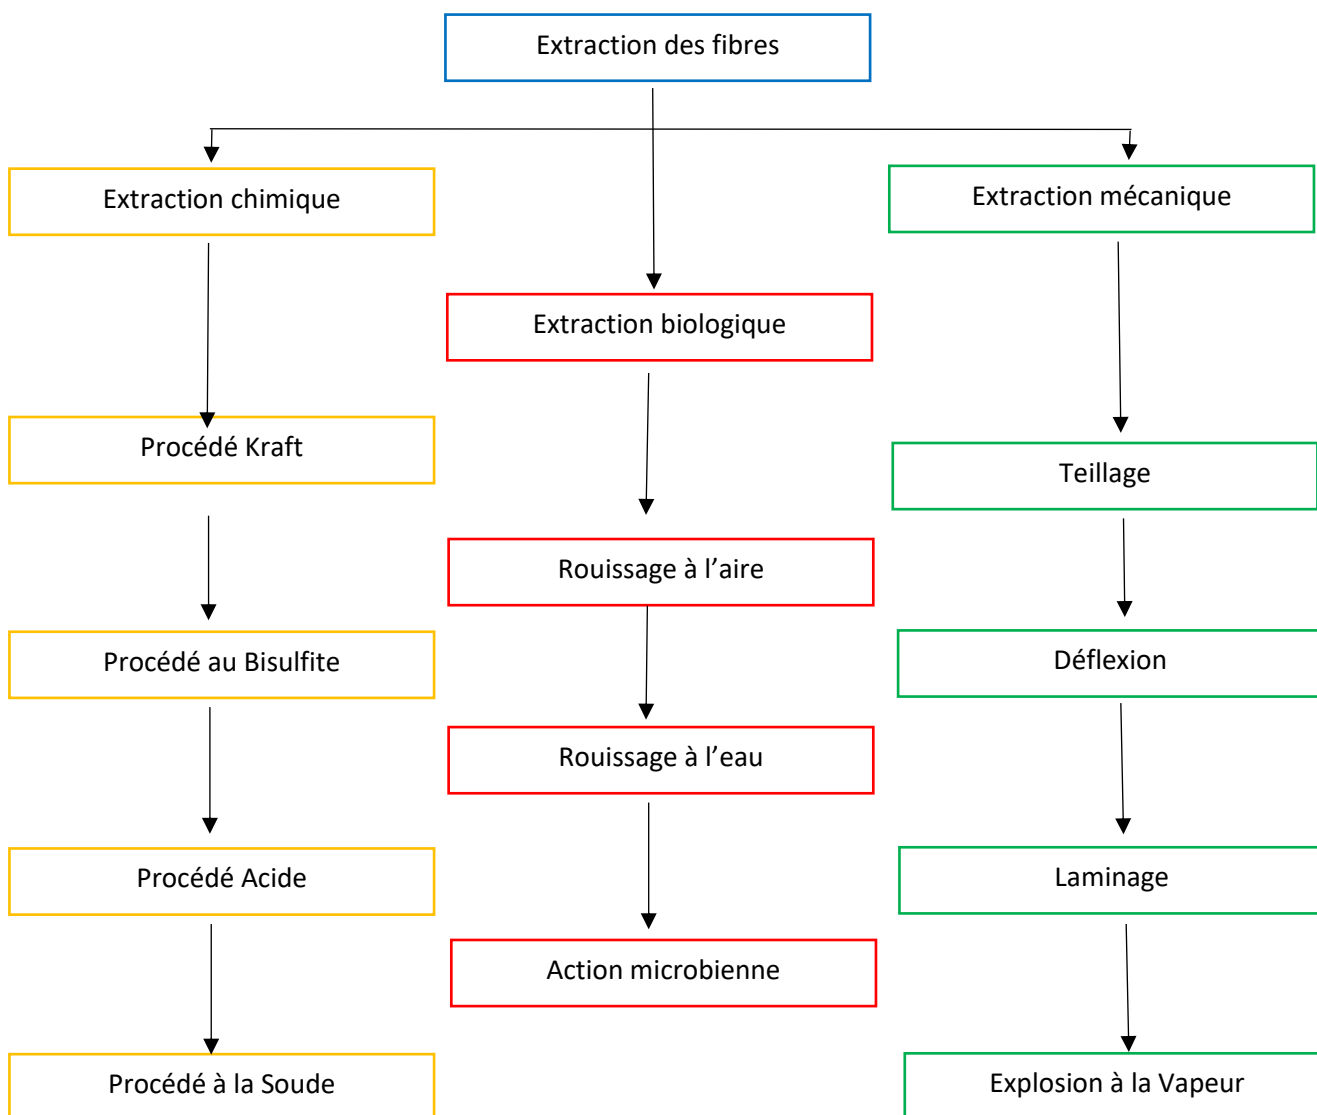 Extraction des fibres
Extraction chimique
Extraction mécanique
Extraction biologique
Procédé Kraft
Teillage
Rouissage à l’aire
Procédé au Bisulfite
Déflexion
Rouissage à l’eau
Procédé Acide
Laminage
Action microbienne
Procédé à la Soude
Explosion à la Vapeur